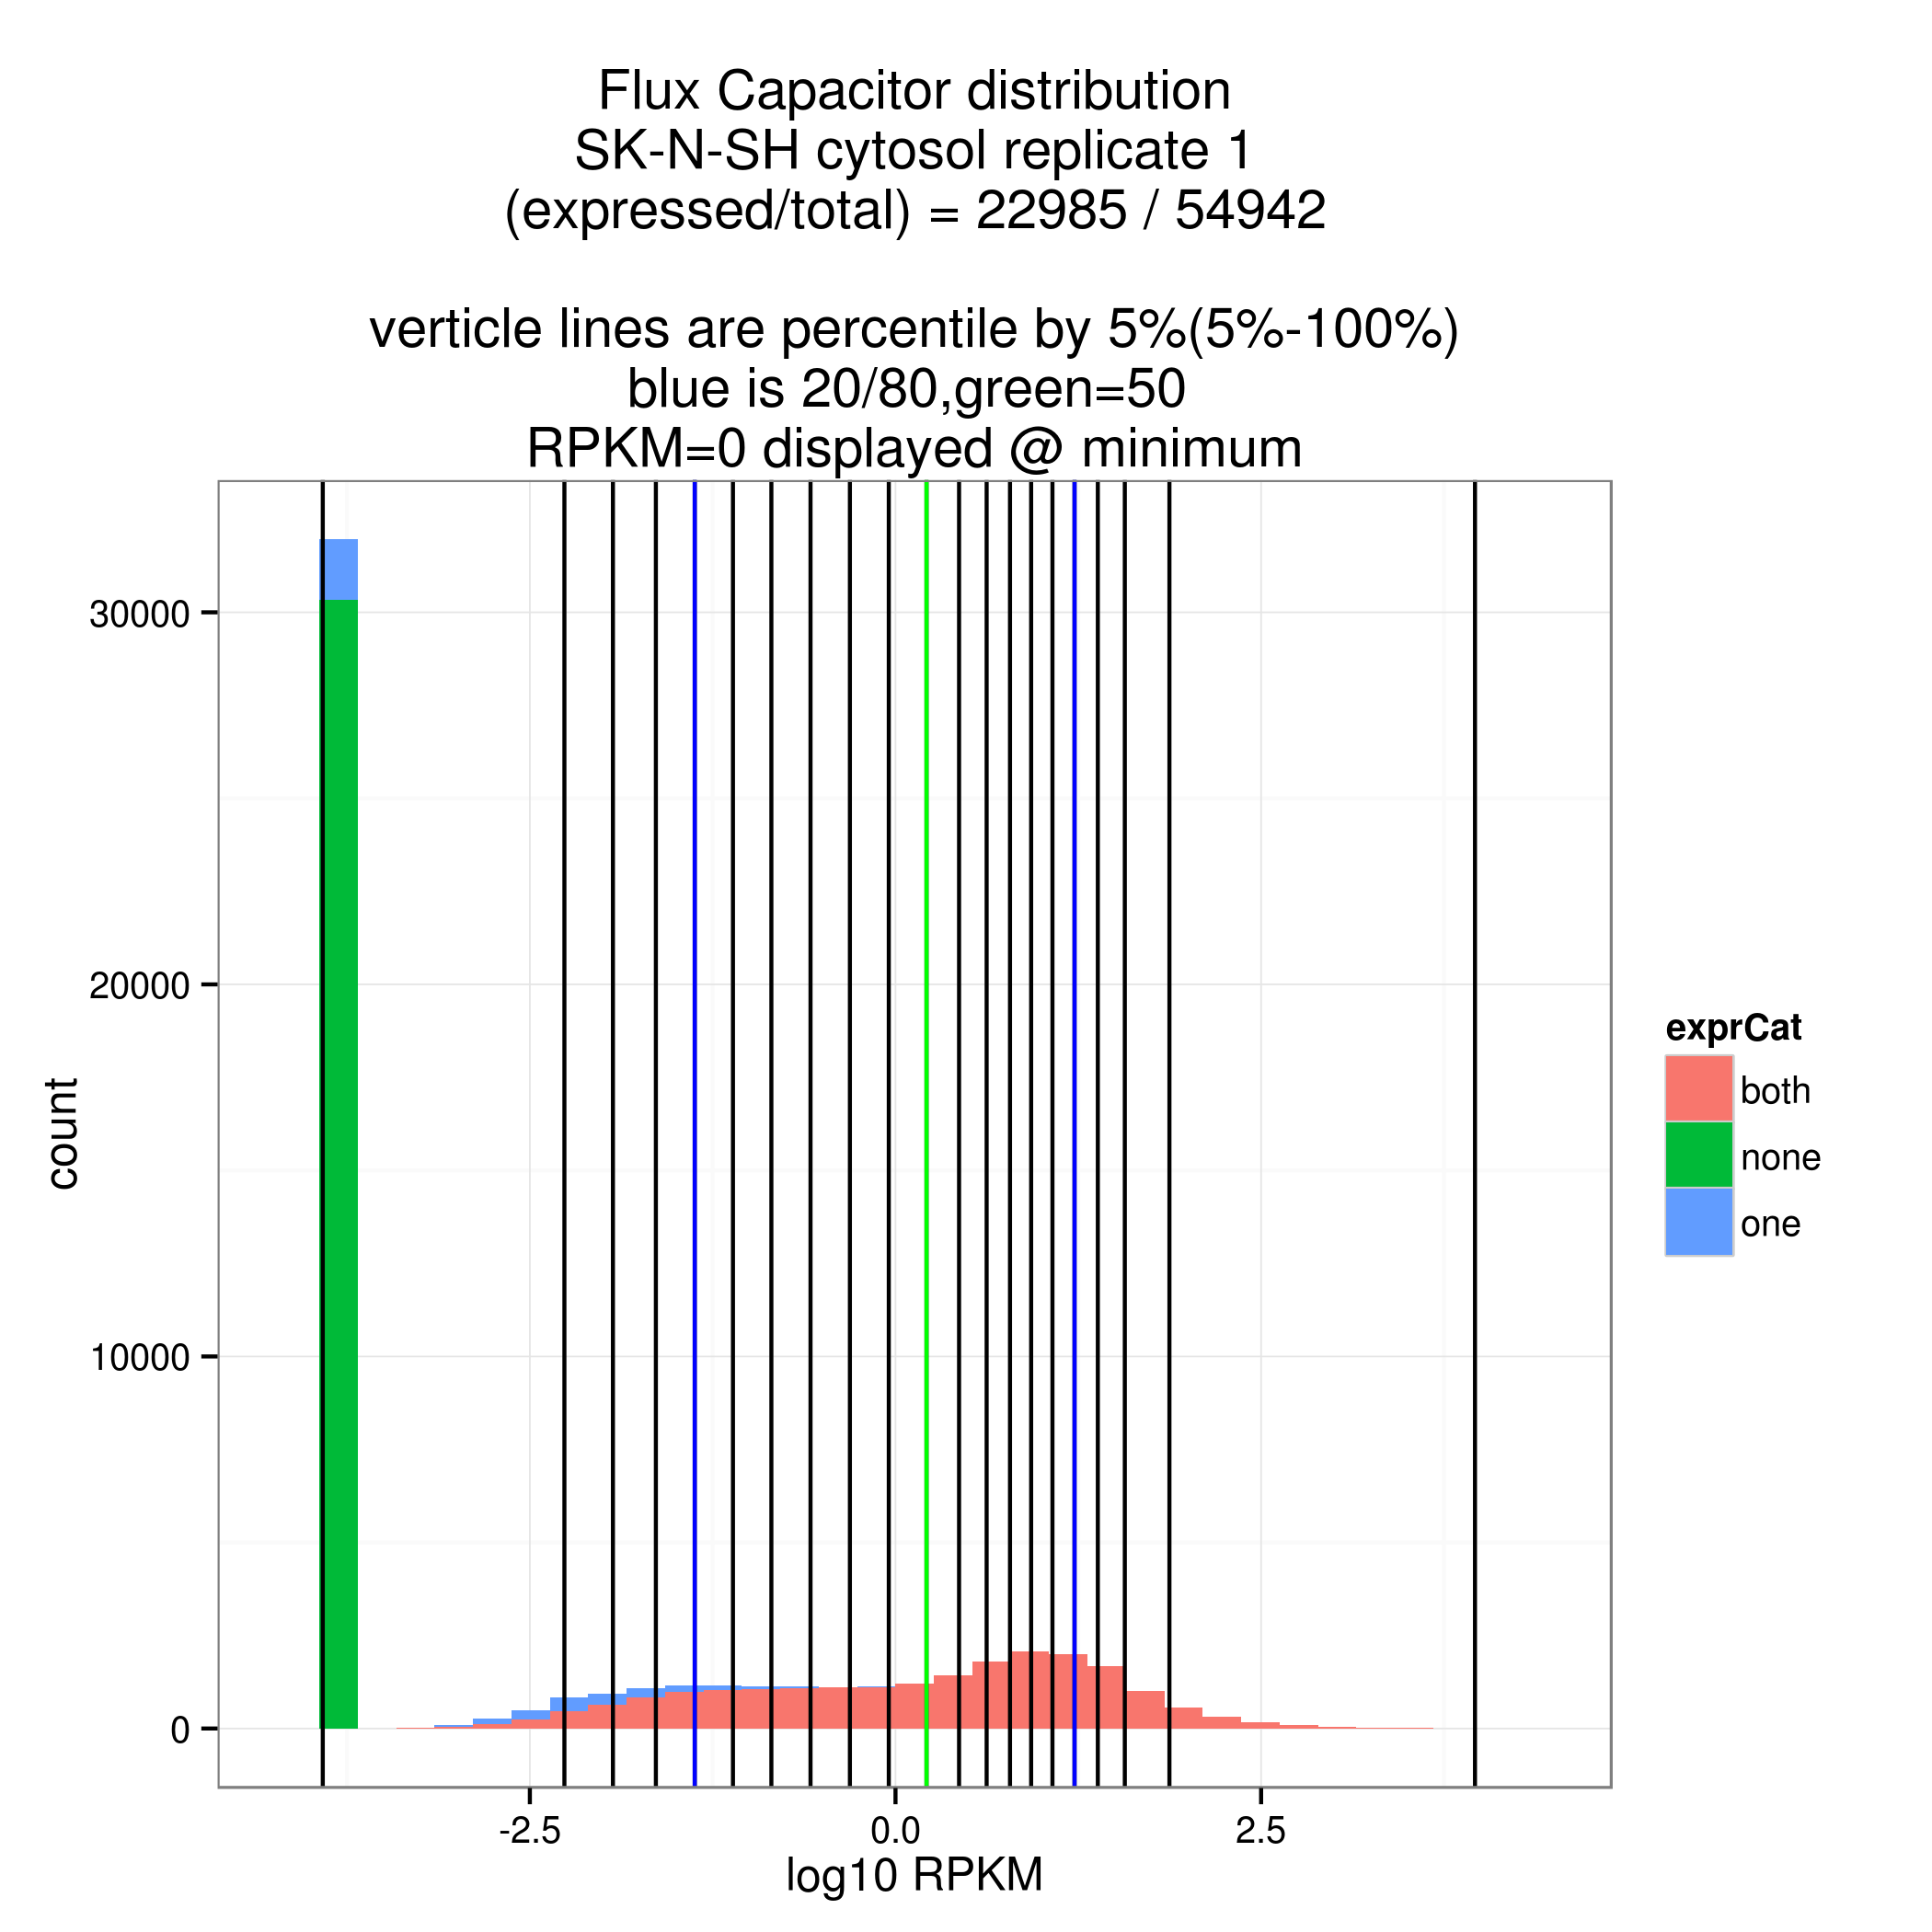 Flux Capacitor distribution
SK-N-SH cytosol replicate 1
(expressed/total) = 22985 / 54942
verticle lines are percentile by 5%(5%-100%)
blue is 20/80,green=50
RPKM=0 displayed @ minimum
30000
20000
10000
0
count
-2.5
0.0
2.5
log10 RPKM
exprCat
both
none
one